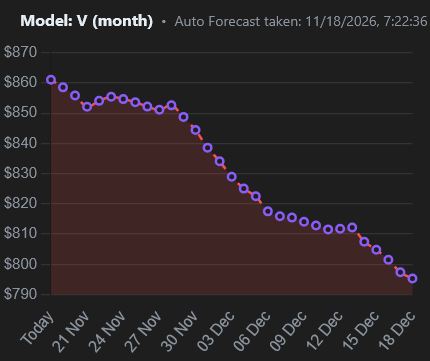 Model: V (month) • Auto Forecast taken: 11/18/2026, 7:22:36
$870
$860
$850
$840
$830
$820
$810
$800
$790
Today
21 Nov
24 Nov
27 Nov
30 Nov
03 Dec
06 Dec
09 Dec
12 Dec
15 Dec
18 Dec